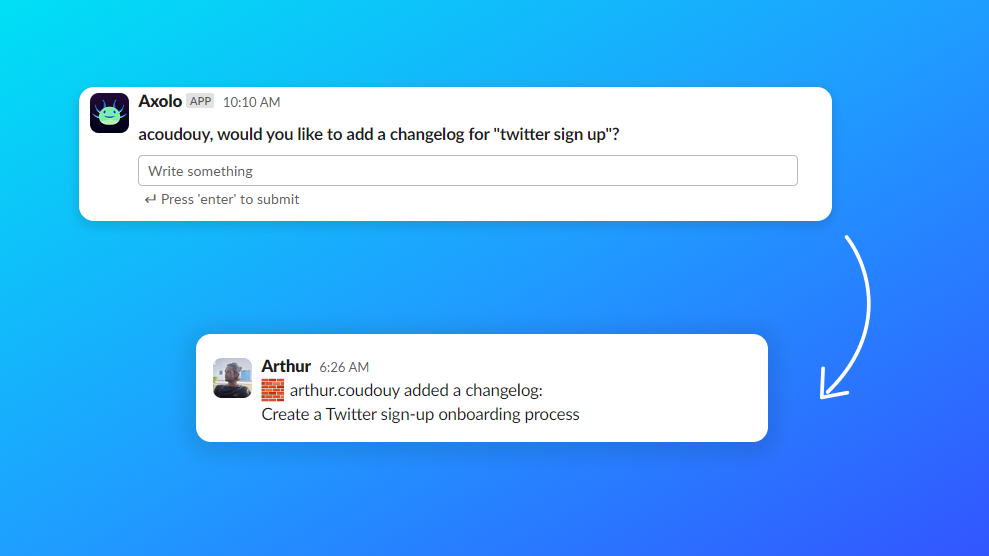 Axolo APP 10:10 AM
acoudouy, would you like to add a changelog for "twitter sign up"?
Write something
↵ Press 'enter' to submit
Arthur 6:26 AM
🧱 arthur.coudouy added a changelog:
Create a Twitter sign-up onboarding process